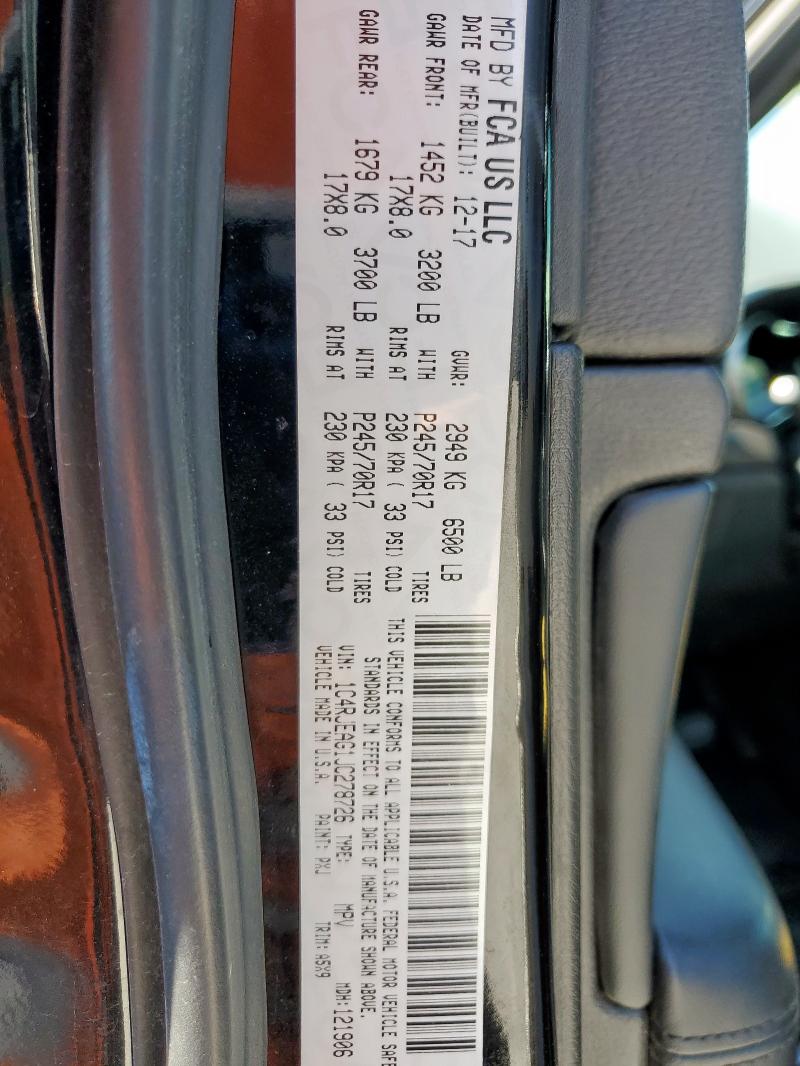 MFD BY FCA US LLC
DATE OF MFR(BUILT): 12-17 GVWR: 2949 KG 6500 LB
GAWR FRONT: 1452 KG 3200 LB WITH P245/70R17 TIRES
17X8.0 RIMS AT 230 KPA ( 33 PSI) COLD
GAWR REAR: 1679 KG 3700 LB WITH P245/70R17 TIRES
17X8.0 RIMS AT 230 KPA ( 33 PSI) COLD
THIS VEHICLE CONFORMS TO ALL APPLICABLE U.S.A. FEDERAL MOTOR VEHICLE SAFE
STANDARDS IN EFFECT ON THE DATE OF MANUFACTURE SHOWN ABOVE.
VIN: 1C4RJEAG1JC278726 TYPE: MPV MDH: 121906
VEHICLE MADE IN U.S.A. PAINT: PXJ TRIM: A5X9